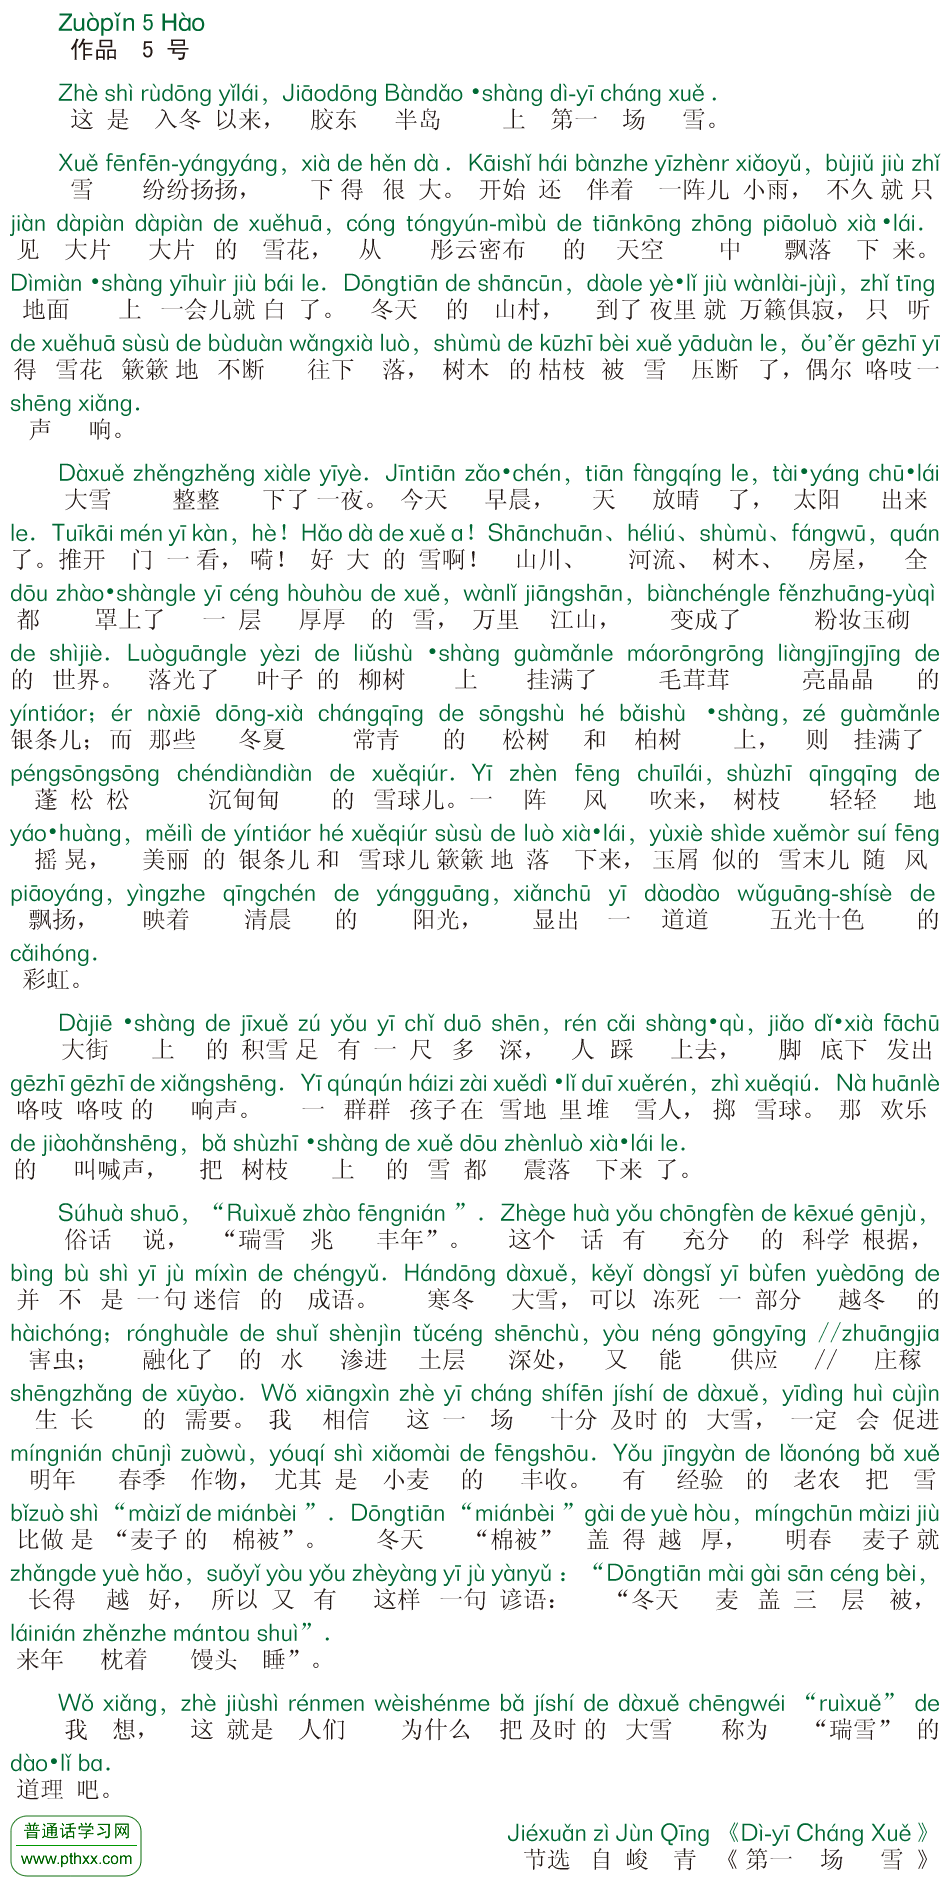 Zuòpǐn 5 Hào
作品 5 号
Zhè shì rùdōng yǐlái, Jiāodōng Bàndǎo •shàng dì-yī cháng xuě .
这 是 入冬 以来， 胶东 半岛 上 第一 场 雪。
Xuě fēnfēn-yángyáng, xià de hěn dà . Kāishǐ hái bànzhe yīzhènr xiǎoyǔ, bùjiǔ jiù zhǐ
雪 纷纷扬扬， 下 得 很 大。 开始 还 伴着 一阵儿 小雨， 不久 就 只
jiàn dàpiàn dàpiàn de xuěhuā, cóng tóngyún-mìbù de tiānkōng zhōng piāoluò xià •lái.
见 大片 大片 的 雪花， 从 彤云密布 的 天空 中 飘落 下 来。
Dìmiàn •shàng yīhuìr jiù bái le. Dōngtiān de shāncūn, dàole yè•lǐ jiù wànlài-jùjì, zhǐ tīng
地面 上 一会儿就 白 了。 冬天 的 山村， 到了 夜里 就 万籁俱寂， 只 听
de xuěhuā sùsù de bùduàn wǎngxià luò, shùmù de kūzhī bèi xuě yāduàn le, ǒu'ěr gēzhī yī
得 雪花 簌簌 地 不断 往下 落， 树木 的 枯枝 被 雪 压断 了， 偶尔 咯吱 一
shēng xiǎng.
声 响。
Dàxuě zhěngzhěng xiàle yīyè. Jīntiān zǎo•chén, tiān fàngqíng le, tài•yáng chū•lái
大雪 整整 下了 一夜。 今天 早晨， 天 放晴 了， 太阳 出来
le. Tuīkāi mén yī kàn, hè! Hǎo dà de xuě a! Shānchuān、héliú、shùmù、fángwū, quán
了。推开 门 一 看， 嗬！ 好 大 的 雪啊！ 山川、 河流、 树木、 房屋， 全
dōu zhào•shàngle yī céng hòuhòu de xuě, wànlǐ jiāngshān, biànchéngle fěnzhuāng-yùqì
都 罩上了 一 层 厚厚 的 雪， 万里 江山， 变成了 粉妆玉砌
de shìjiè. Luòguāngle yèzi de liǔshù •shàng guàmǎnle máorōngrōng liàngjīngjīng de
的 世界。 落光了 叶子 的 柳树 上 挂满了 毛茸茸 亮晶晶 的
yíntiáor; ér nàxiē dōng-xià chángqīng de sōngshù hé bǎishù •shàng, zé guàmǎnle
银条儿； 而 那些 冬夏 常青 的 松树 和 柏树 上， 则 挂满了
péngsōngsōng chéndiàndiàn de xuěqiúr. Yī zhèn fēng chuīlái, shùzhī qīngqīng de
蓬 松 松 沉甸甸 的 雪球儿。一 阵 风 吹来， 树枝 轻轻 地
yáo•huàng, měilì de yíntiáor hé xuěqiúr sùsù de luò xià•lái, yùxiè shìde xuěmòr suí fēng
摇 晃， 美丽 的 银条儿 和 雪球儿 簌簌 地 落 下来， 玉屑 似的 雪末儿 随 风
piāoyáng, yìngzhe qīngchén de yángguāng, xiǎnchū yī dàodào wǔguāng-shísè de
飘扬， 映着 清晨 的 阳光， 显出 一 道道 五光十色 的
cǎihóng.
彩虹。
Dàjiē •shàng de jīxuě zú yǒu yī chǐ duō shēn, rén cǎi shàng•qù, jiǎo dǐ•xià fāchū
大街 上 的 积雪 足 有 一 尺 多 深， 人 踩 上去， 脚 底下 发出
gēzhī gēzhī de xiǎngshēng. Yī qúnqún háizi zài xuědì •lǐ duī xuěrén, zhì xuěqiú. Nà huānlè
咯吱 咯吱 的 响声。 一 群群 孩子 在 雪地 里 堆 雪人， 掷 雪球。 那 欢乐
de jiàohǎnshēng, bǎ shùzhī •shàng de xuě dōu zhènluò xià•lái le.
的 叫喊声， 把 树枝 上 的 雪 都 震落 下来 了。
Súhuà shuō, “Ruìxuě zhào fēngnián ”. Zhège huà yǒu chōngfèn de kēxué gēnjù,
俗话 说， “瑞雪 兆 丰年”。 这个 话 有 充分 的 科学 根据，
bìng bù shì yī jù míxìn de chéngyǔ. Hándōng dàxuě, kěyǐ dòngsǐ yī bùfen yuèdōng de
并 不 是 一 句 迷信 的 成语。 寒冬 大雪， 可以 冻死 一 部分 越冬 的
hàichóng; rónghuàle de shuǐ shènjìn tǔcéng shēnchù, yòu néng gōngyīng //zhuāngjia
害虫； 融化了 的 水 渗进 土层 深处， 又 能 供应 // 庄稼
shēngzhǎng de xūyào. Wǒ xiāngxìn zhè yī cháng shífēn jíshí de dàxuě, yīdìng huì cùjìn
生 长 的 需要。 我 相信 这 一 场 十分 及时 的 大雪， 一定 会 促进
míngnián chūnjì zuòwù, yóuqí shì xiǎomài de fēngshōu. Yǒu jīngyàn de lǎonóng bǎ xuě
明年 春季 作物， 尤其 是 小麦 的 丰收。 有 经验 的 老农 把 雪
bǐzuò shì “màizǐ de miánbèi ”. Dōngtiān “miánbèi ” gài de yuè hòu, míngchūn màizi jiù
比做 是 “麦子 的 棉被”。 冬天 “棉被” 盖 得 越 厚， 明春 麦子 就
zhǎngde yuè hǎo, suǒyǐ yòu yǒu zhèyàng yī jù yànyǔ : “Dōngtiān mài gài sān céng bèi,
长得 越 好， 所以 又 有 这样 一句 谚语： “冬天 麦 盖 三 层 被，
láinián zhěnzhe mántou shuì”.
来年 枕着 馒头 睡”。
Wǒ xiǎng, zhè jiùshì rénmen wèishénme bǎ jíshí de dàxuě chēngwéi “ruìxuě” de
我 想， 这 就是 人们 为什么 把 及时 的 大雪 称为 “瑞雪” 的
dào•lǐ ba.
道理 吧。
Jiéxuǎn zì Jùn Qīng 《Dì-yī Cháng Xuě 》
节选 自 峻 青 《 第一 场 雪 》
普通话学习网
www.pthxx.com